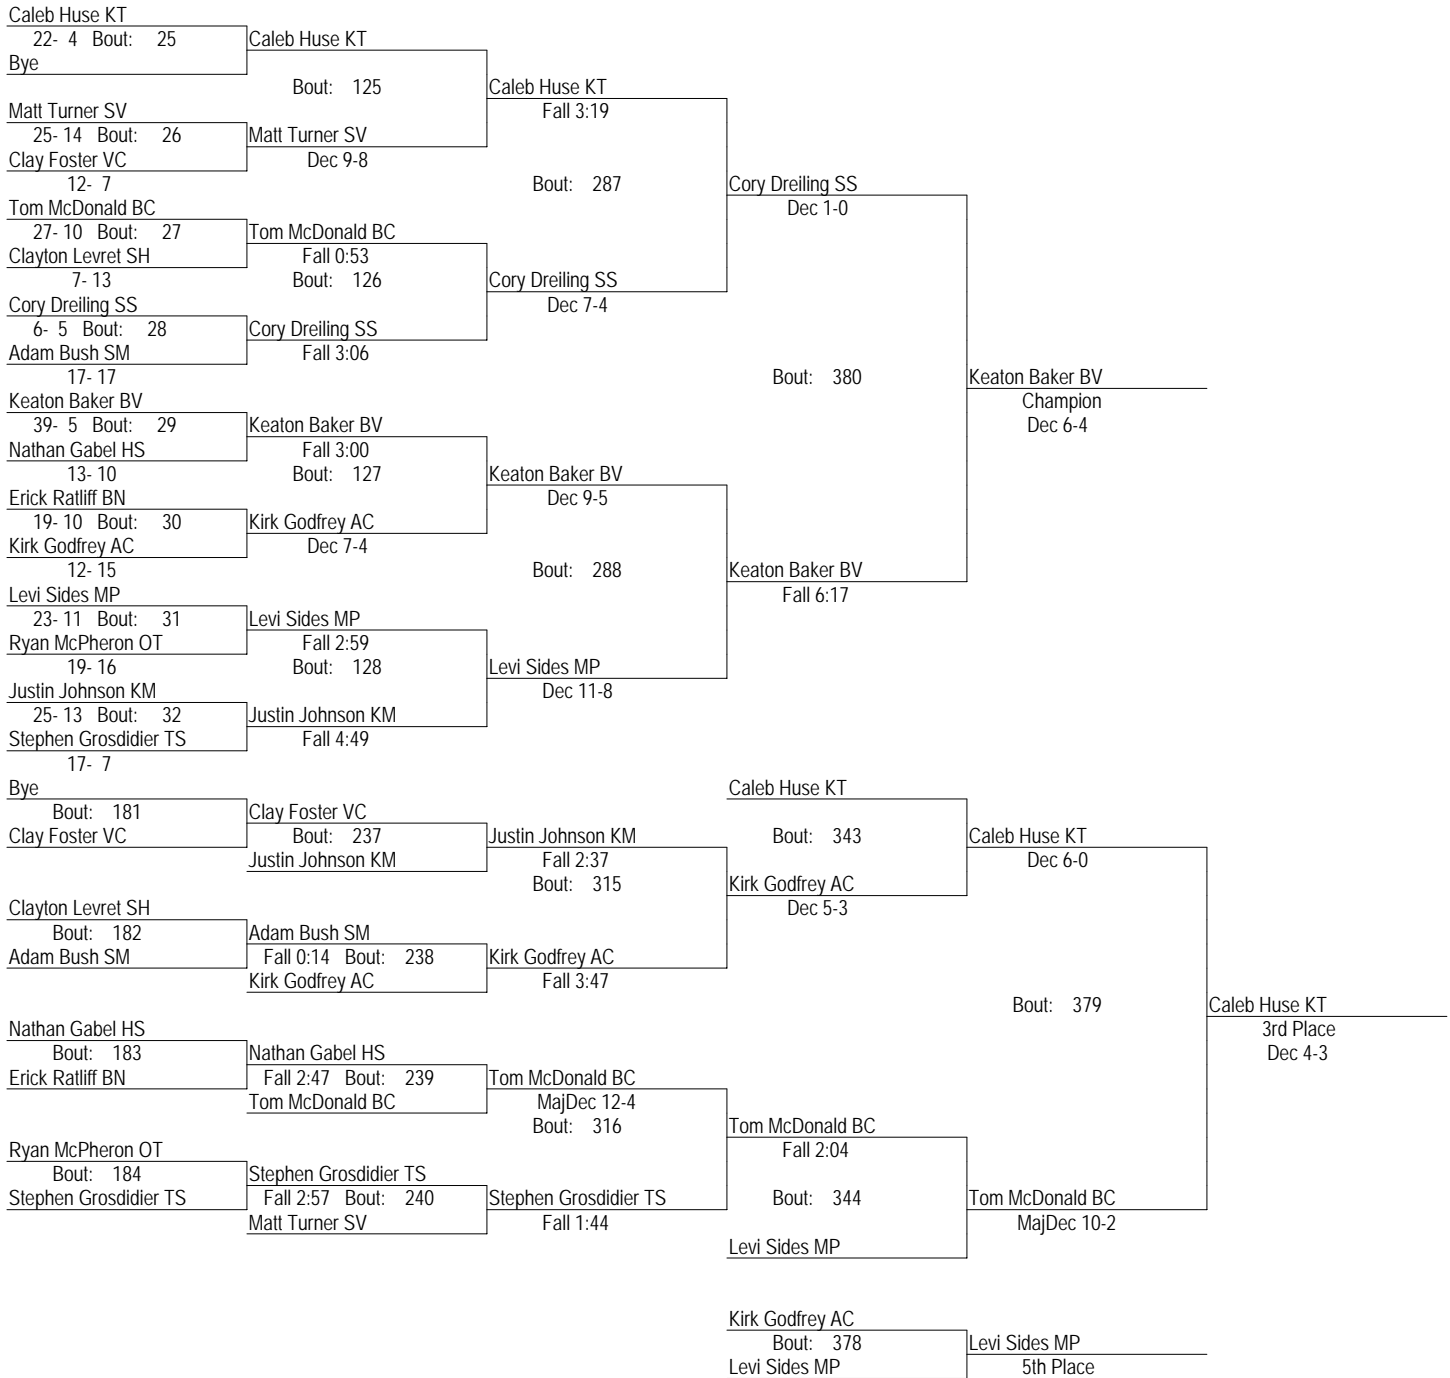 Caleb Huse KT
22- 4 Bout: 25 Caleb Huse KT
Bye
Bout: 125 Caleb Huse KT
Matt Turner SV Fall 3:19
25- 14 Bout: 26 Matt Turner SV
Clay Foster VC Dec 9-8
12- 7 Bout: 287 Cory Dreiling SS
Tom McDonald BC Dec 1-0
27- 10 Bout: 27 Tom McDonald BC
Clayton Levret SH Fall 0:53
7- 13 Bout: 126 Cory Dreiling SS
Cory Dreiling SS Dec 7-4
6- 5 Bout: 28 Cory Dreiling SS
Adam Bush SM Fall 3:06
17- 17 Bout: 380 Keaton Baker BV
Keaton Baker BV Champion
39- 5 Bout: 29 Keaton Baker BV Dec 6-4
Nathan Gabel HS Fall 3:00
13- 10 Bout: 127 Keaton Baker BV
Erick Ratliff BN Dec 9-5
19- 10 Bout: 30 Kirk Godfrey AC
Kirk Godfrey AC Dec 7-4
12- 15 Bout: 288 Keaton Baker BV
Levi Sides MP Fall 6:17
23- 11 Bout: 31 Levi Sides MP
Ryan McPheron OT Fall 2:59
19- 16 Bout: 128 Levi Sides MP
Justin Johnson KM Dec 11-8
25- 13 Bout: 32 Justin Johnson KM
Stephen Grosdidier TS Fall 4:49
17- 7
Bye Caleb Huse KT
Bout: 181 Clay Foster VC
Clay Foster VC Bout: 237 Justin Johnson KM Bout: 343 Caleb Huse KT
Justin Johnson KM Fall 2:37 Dec 6-0
Bout: 315 Kirk Godfrey AC
Clayton Levret SH Dec 5-3
Bout: 182 Adam Bush SM
Adam Bush SM Fall 0:14 Bout: 238 Kirk Godfrey AC
Kirk Godfrey AC Fall 3:47
Bout: 379 Caleb Huse KT
Nathan Gabel HS 3rd Place
Bout: 183 Nathan Gabel HS Dec 4-3
Erick Ratliff BN Fall 2:47 Bout: 239 Tom McDonald BC
Tom McDonald BC MajDec 12-4
Bout: 316 Tom McDonald BC
Ryan McPheron OT Fall 2:04
Bout: 184 Stephen Grosdidier TS
Stephen Grosdidier TS Fall 2:57 Bout: 240 Stephen Grosdidier TS Bout: 344 Tom McDonald BC
Matt Turner SV Fall 1:44 MajDec 10-2
Levi Sides MP
Kirk Godfrey AC
Bout: 378 Levi Sides MP
Levi Sides MP 5th Place